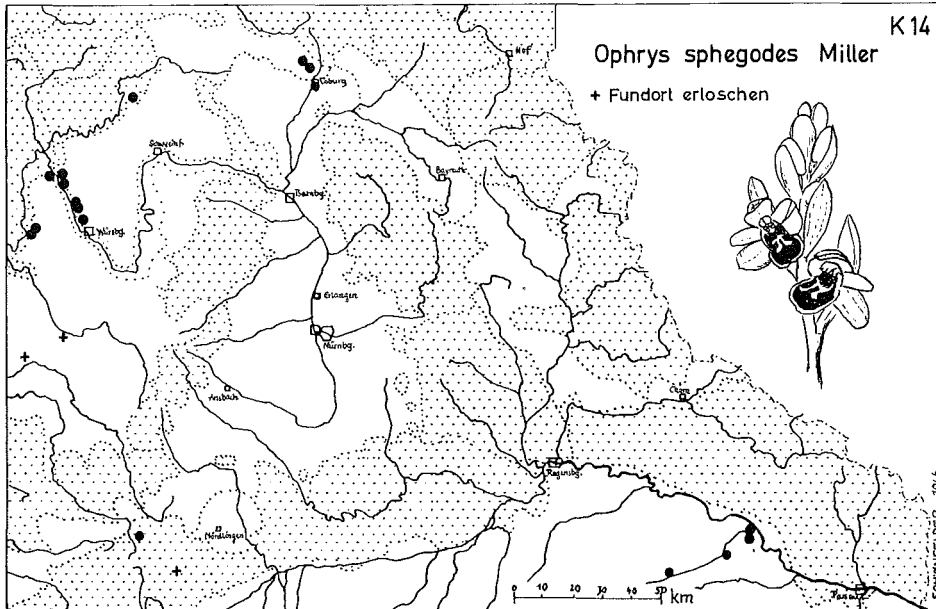 K 14
Ophrys sphegodes Miller
+ Fundort erloschen
Hof
Coburg
Schweinf.
Bayreuth
Bambg.
Würzbg.
Erlangen
Nürnbg.
Ansbach
Cham
Regensbg.
Nördlingen
Passau
0 10 20 30 40 50 km